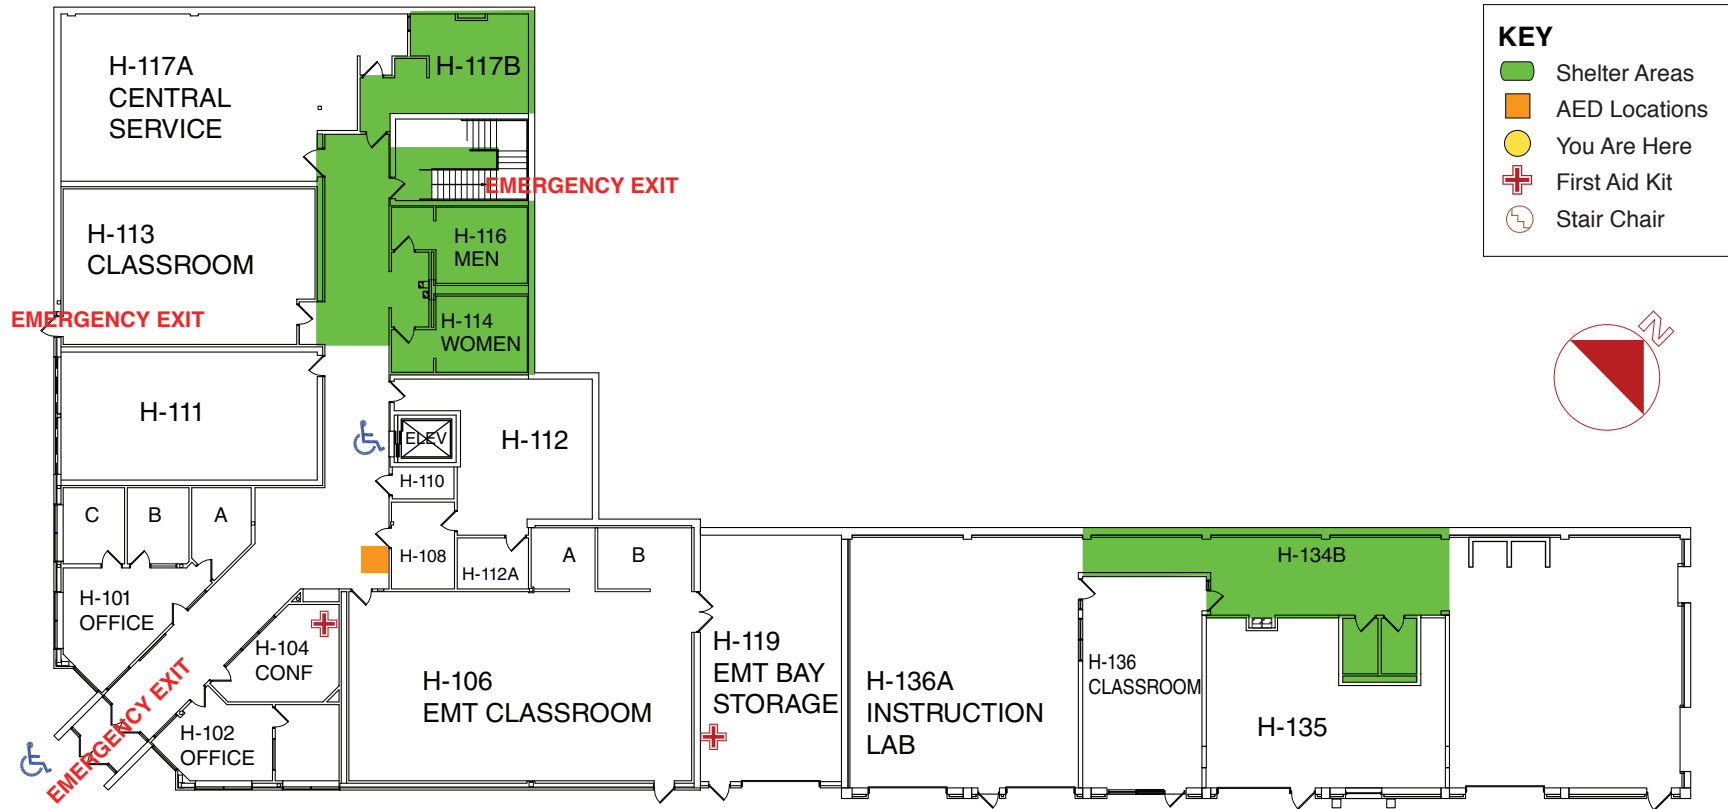 H-117A
CENTRAL
SERVICE
H-117B
EMERGENCY EXIT
H-113
CLASSROOM
H-116
MEN
EMERGENCY EXIT
H-114
WOMEN
H-111
ELEV
H-112
H-110
C
B
A
H-108
H-112A
A
B
H-101
OFFICE
H-104
CONF
EMERGENCY EXIT
H-102
OFFICE
H-106
EMT CLASSROOM
H-119
EMT BAY
STORAGE
H-136A
INSTRUCTION
LAB
H-136
CLASSROOM
H-134B
H-135
KEY
Shelter Areas
AED Locations
You Are Here
First Aid Kit
Stair Chair
N